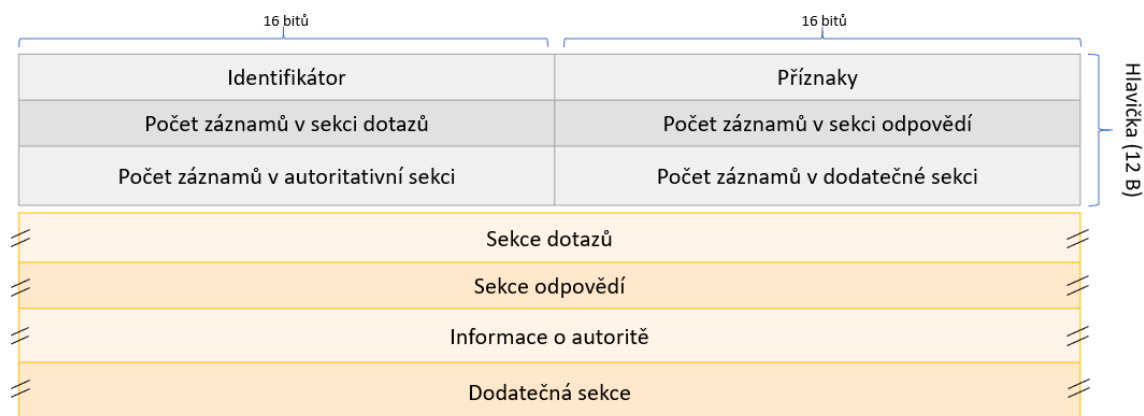 16 bitů
16 bitů
Identifikátor
Příznaky
Počet záznamů v sekci dotazů
Počet záznamů v sekci odpovědí
Počet záznamů v autoritativní sekci
Počet záznamů v dodatečné sekci
Hlavička (12 B)
Sekce dotazů
Sekce odpovědí
Informace o autoritě
Dodatečná sekce